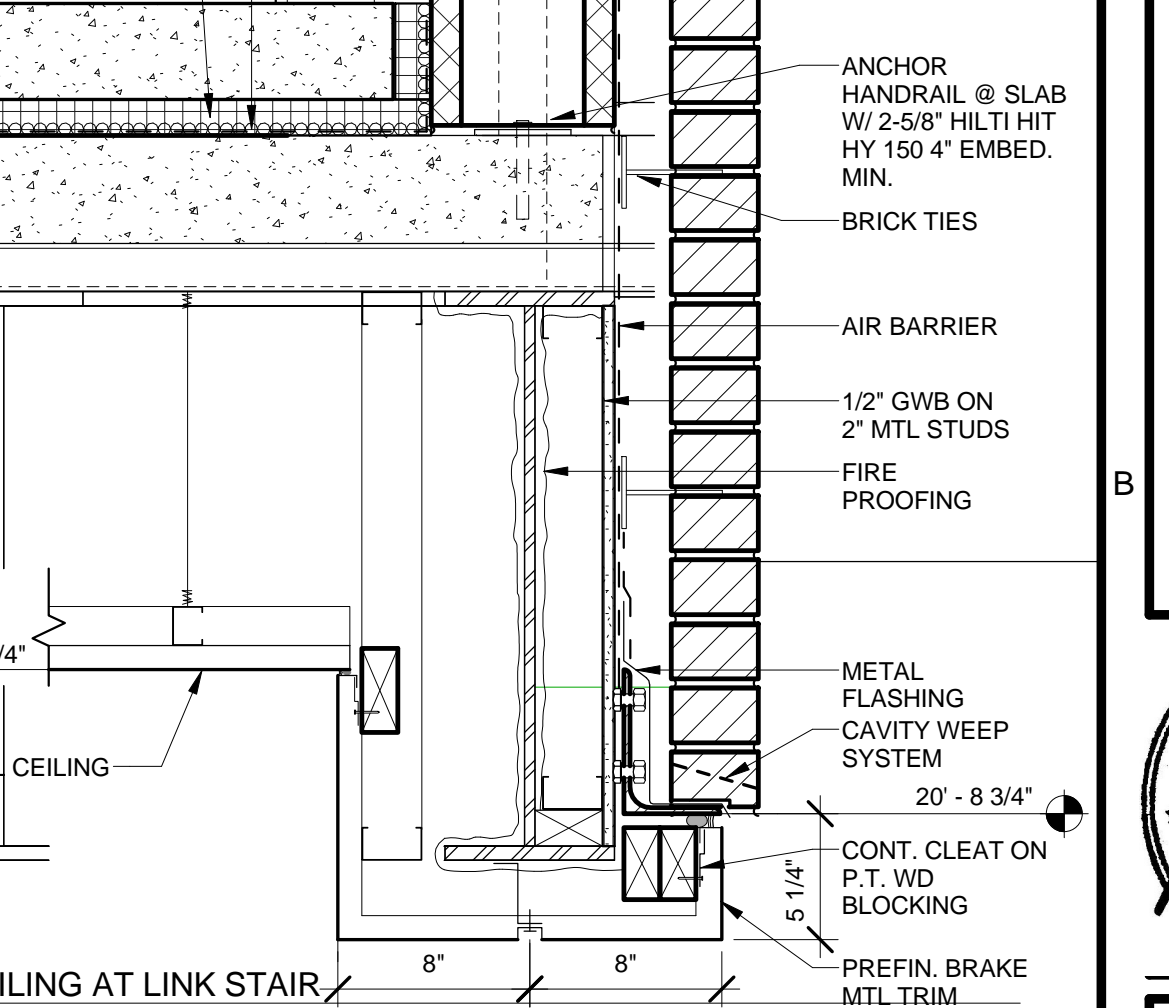 ANCHOR
HANDRAIL @ SLAB
W/ 2-5/8" HILTI HIT
HY 150 4" EMBED.
MIN.
BRICK TIES
AIR BARRIER
1/2" GWB ON
2" MTL STUDS
FIRE
PROOFING
B
/4"
METAL
FLASHING
CAVITY WEEP
SYSTEM
CEILING
20' - 8 3/4"
CONT. CLEAT ON
P.T. WD
BLOCKING
5 1/4"
8"
8"
PREFIN. BRAKE
MTL TRIM
ILING AT LINK STAIR